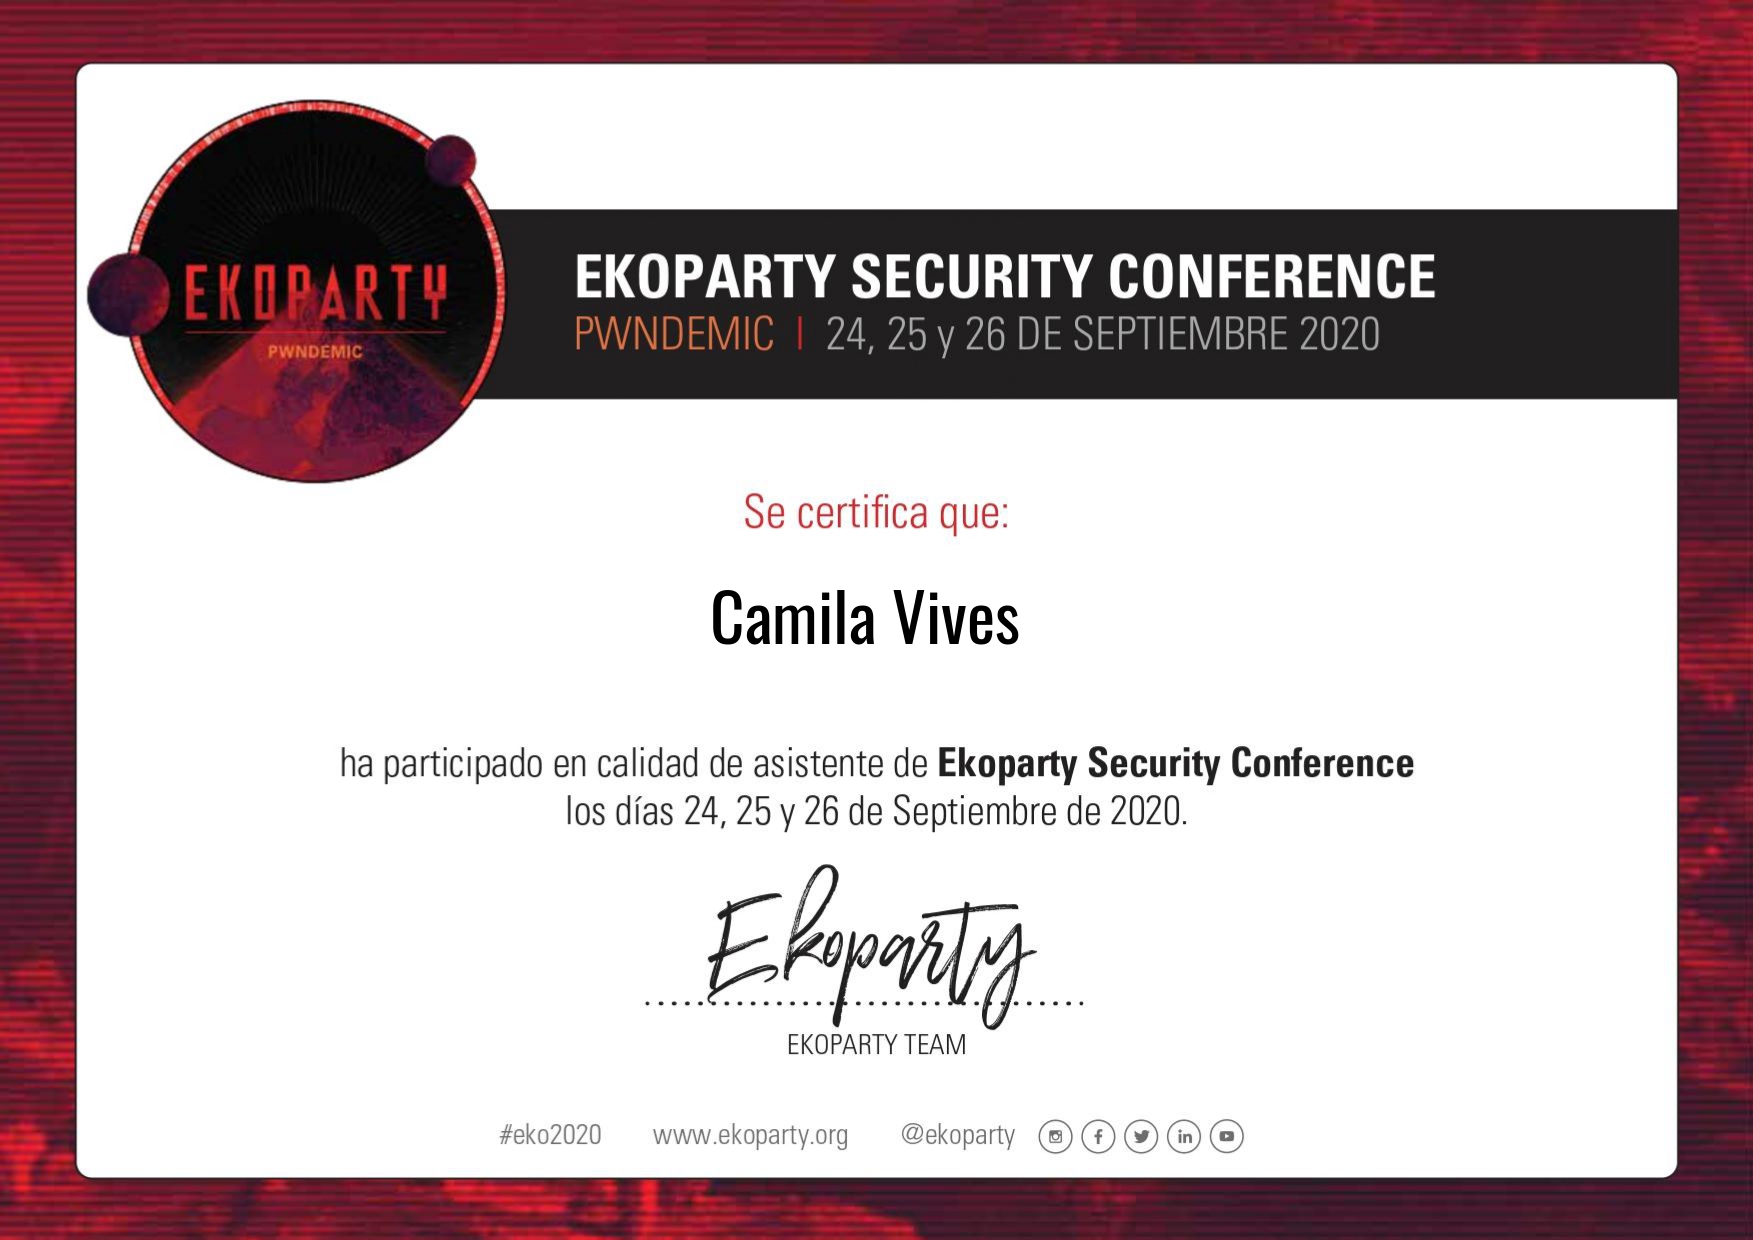 EKOPARTY
PWNDEMIC
EKOPARTY SECURITY CONFERENCE
PWNDEMIC | 24, 25 y 26 DE SEPTIEMBRE 2020
Se certifica que:
Camila Vives
ha participado en calidad de asistente de Ekoparty Security Conference
los días 24, 25 y 26 de Septiembre de 2020.
Ekoparty
EKOPARTY TEAM
#eko2020 www.ekoparty.org @ekoparty